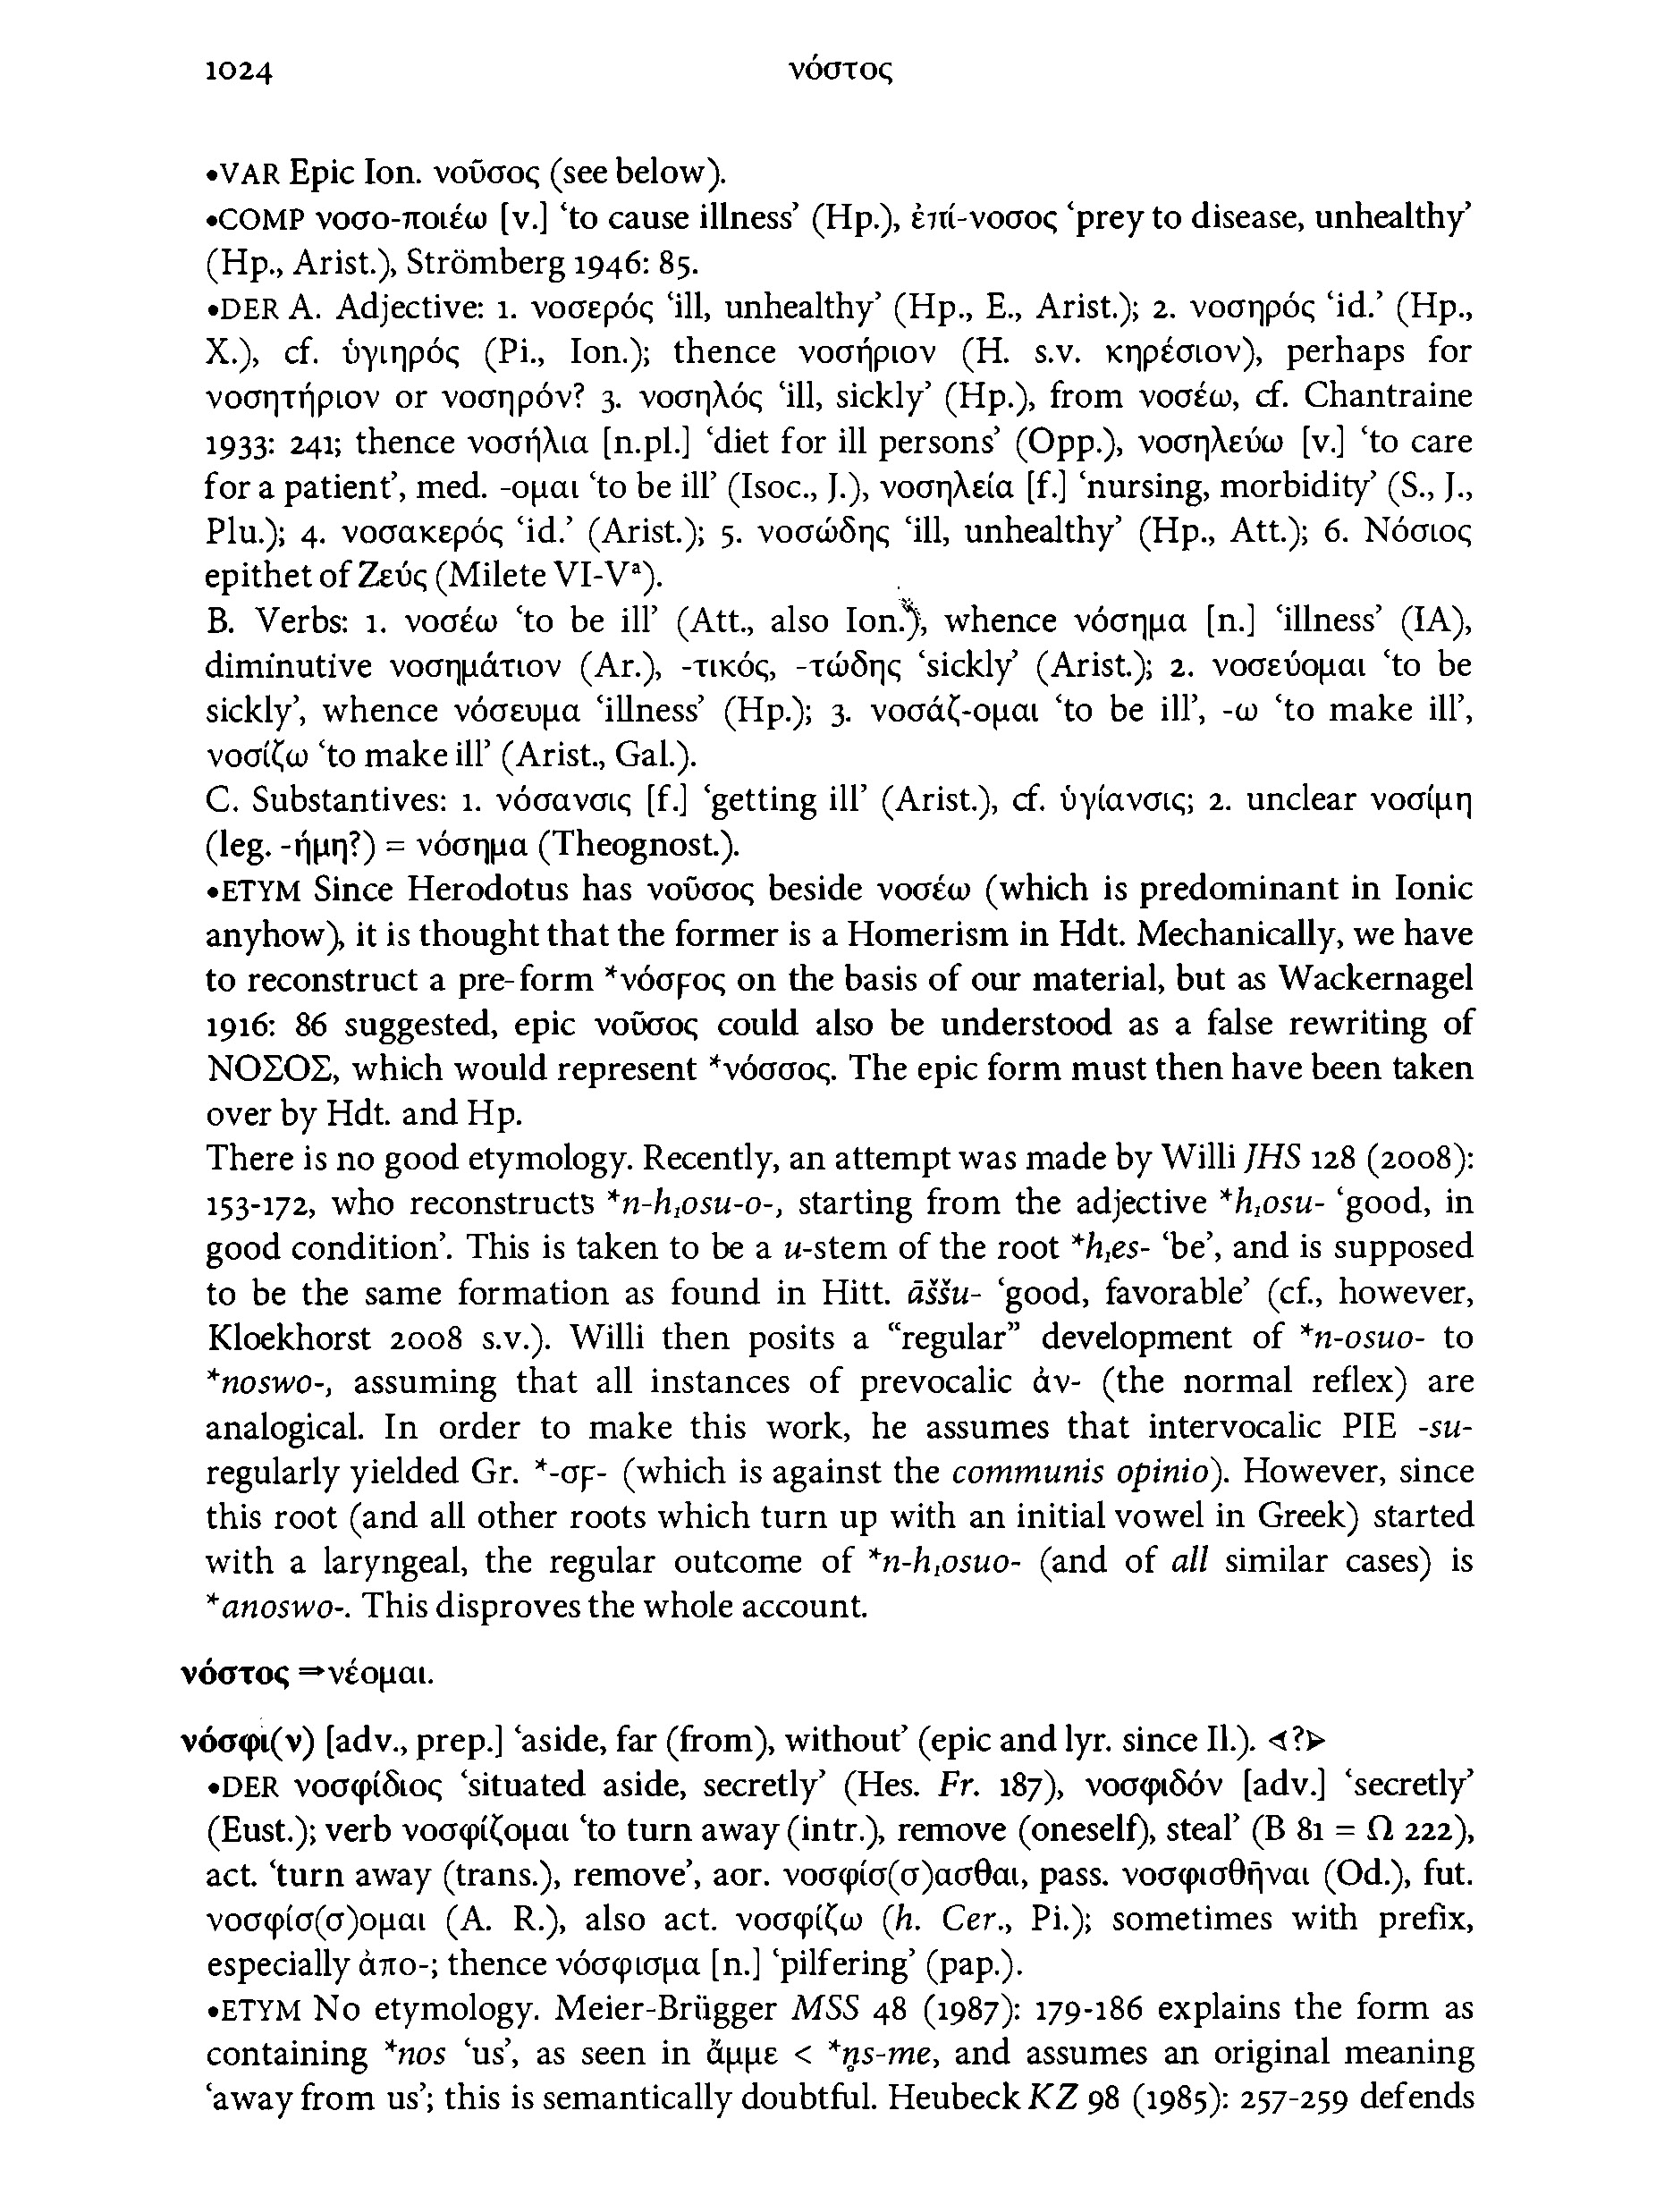 1024 νόστος
•VAR Epic Ion. νοῦσος (see below).
•COMP νοσο-ποιέω [v.] ‘to cause illness’ (Hp.), ἐπί-νοσος ‘prey to disease, unhealthy’
(Hp., Arist.), Strömberg 1946: 85.
•DER A. Adjective: 1. νοσερός ‘ill, unhealthy’ (Hp., E., Arist.); 2. νοσηρός ‘id.’ (Hp.,
X.), cf. ὑγιηρός (Pi., Ion.); thence νοσήριον (H. s.v. κηρέσιον), perhaps for
νοσητήριον or νοσηρόν? 3. νοσηλός ‘ill, sickly’ (Hp.), from νοσέω, cf. Chantraine
1933: 241; thence νοσήλια [n.pl.] ‘diet for ill persons’ (Opp.), νοσηλεύω [v.] ‘to care
for a patient’, med. -ομαι ‘to be ill’ (Isoc., J.), νοσηλεία [f.] ‘nursing, morbidity’ (S., J.,
Plu.); 4. νοσακερός ‘id.’ (Arist.); 5. νοσώδης ‘ill, unhealthy’ (Hp., Att.); 6. Νόσιος
epithet of Ζεύς (Milete VI-Vᵃ).
B. Verbs: 1. νοσέω ‘to be ill’ (Att., also Ion.), whence νόσημα [n.] ‘illness’ (IA),
diminutive νοσημάτιον (Ar.), -τικός, -τώδης ‘sickly’ (Arist.); 2. νοσεύομαι ‘to be
sickly’, whence νόσευμα ‘illness’ (Hp.); 3. νοσάζ-ομαι ‘to be ill’, -ω ‘to make ill’,
νοσίζω ‘to make ill’ (Arist., Gal.).
C. Substantives: 1. νόσανσις [f.] ‘getting ill’ (Arist.), cf. ὑγίανσις; 2. unclear νοσίμη
(leg. -ήμη?) = νόσημα (Theognost.).
•ETYM Since Herodotus has νοῦσος beside νοσέω (which is predominant in Ionic
anyhow), it is thought that the former is a Homerism in Hdt. Mechanically, we have
to reconstruct a pre-form *νόσϝος on the basis of our material, but as Wackernagel
1916: 86 suggested, epic νοῦσος could also be understood as a false rewriting of
ΝΟΣΟΣ, which would represent *νόσσος. The epic form must then have been taken
over by Hdt. and Hp.
There is no good etymology. Recently, an attempt was made by Willi JHS 128 (2008):
153-172, who reconstructs *n-h₁osu-o-, starting from the adjective *h₁osu- ‘good, in
good condition’. This is taken to be a u-stem of the root *h₁es- ‘be’, and is supposed
to be the same formation as found in Hitt. āššu- ‘good, favorable’ (cf., however,
Kloekhorst 2008 s.v.). Willi then posits a “regular” development of *n-osuo- to
*noswo-, assuming that all instances of prevocalic ἀν- (the normal reflex) are
analogical. In order to make this work, he assumes that intervocalic PIE -su-
regularly yielded Gr. *-σϝ- (which is against the communis opinio). However, since
this root (and all other roots which turn up with an initial vowel in Greek) started
with a laryngeal, the regular outcome of *n-h₁osuo- (and of all similar cases) is
*anoswo-. This disproves the whole account.
νόστος ⇒νέομαι.
νόσφι(ν) [adv., prep.] ‘aside, far (from), without’ (epic and lyr. since Il.). ⊲?⊳
•DER νοσφίδιος ‘situated aside, secretly’ (Hes. Fr. 187), νοσφιδόν [adv.] ‘secretly’
(Eust.); verb νοσφίζομαι ‘to turn away (intr.), remove (oneself), steal’ (B 81 = Ω 222),
act. ‘turn away (trans.), remove’, aor. νοσφίσ(σ)ασθαι, pass. νοσφισθῆναι (Od.), fut.
νοσφίσ(σ)ομαι (A. R.), also act. νοσφίζω (h. Cer., Pi.); sometimes with prefix,
especially ἀπο-; thence νόσφισμα [n.] ‘pilfering’ (pap.).
•ETYM No etymology. Meier-Brügger MSS 48 (1987): 179-186 explains the form as
containing *nos ‘us’, as seen in ἄμμε < *n̥s-me, and assumes an original meaning
‘away from us’; this is semantically doubtful. Heubeck KZ 98 (1985): 257-259 defends